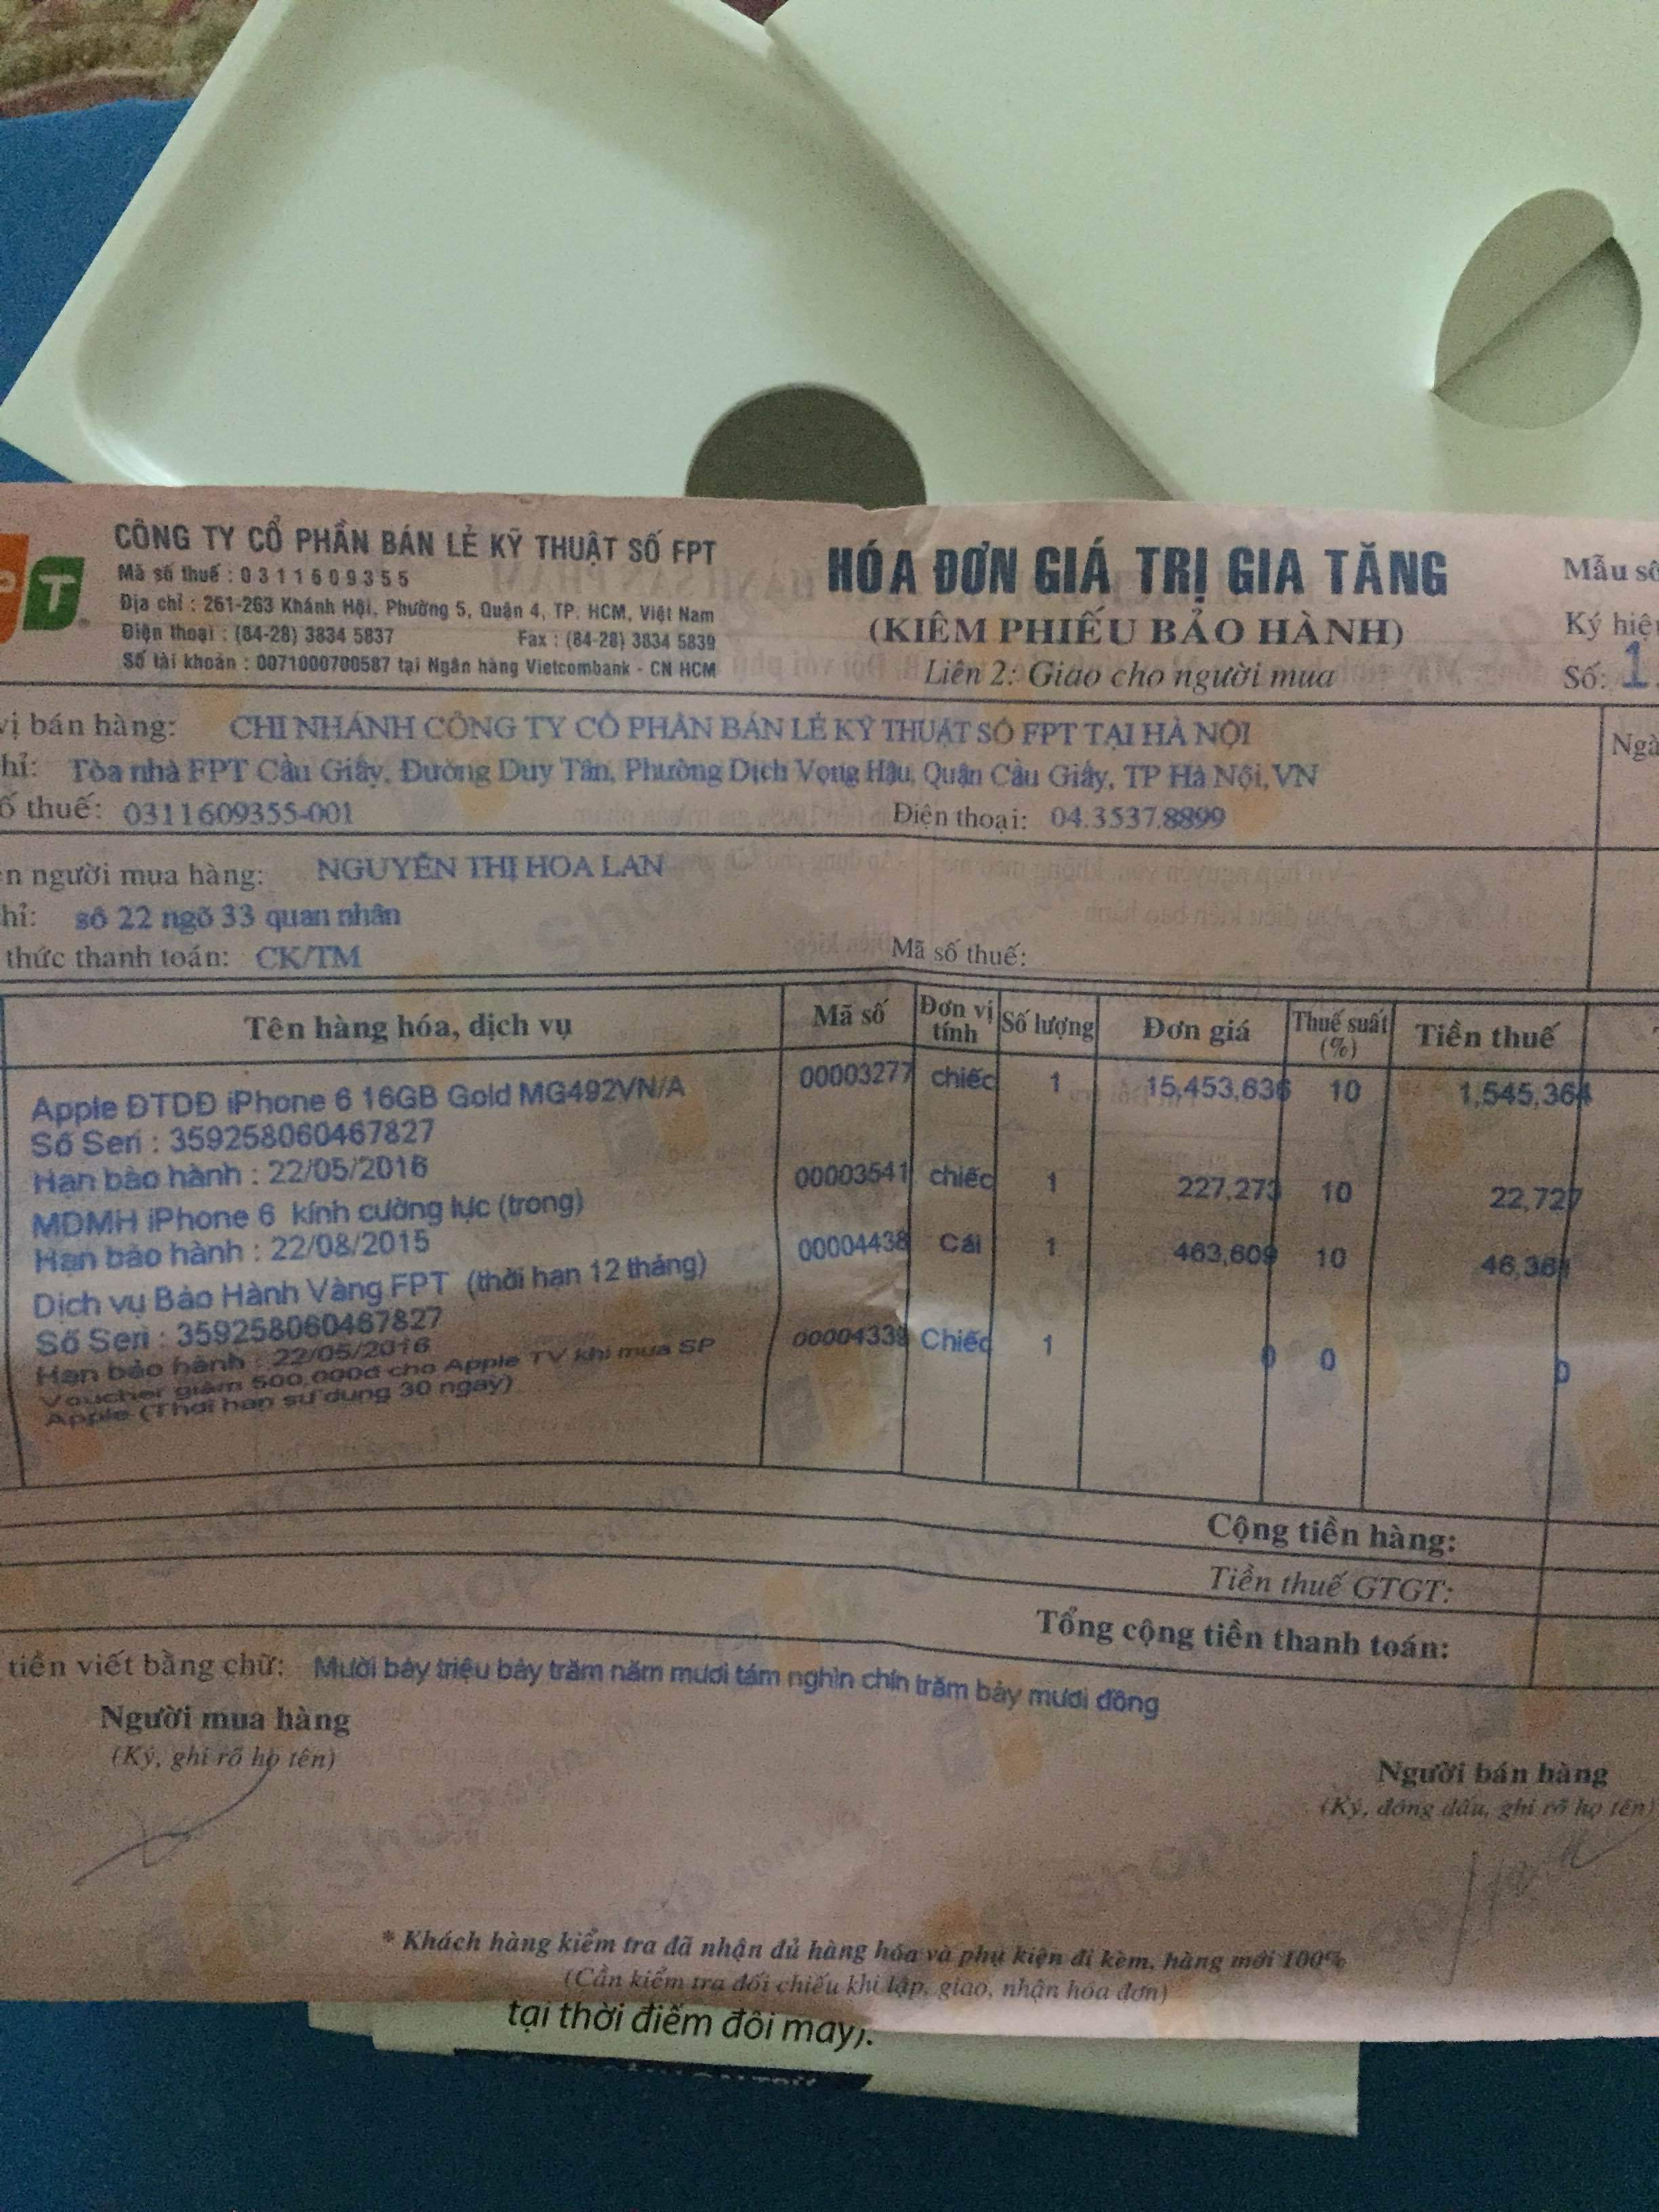 PT
CÔNG TY CỔ PHẦN BÁN LẺ KỸ THUẬT SỐ FPT
Mã số thuế : 0311609355
Địa chỉ : 261-263 Khánh Hội, Phường 5, Quận 4, TP. HCM, Việt Nam
Điện thoại : (84-28) 3834 5837 Fax : (84-28) 3834 5839
Số tài khoản : 0071000700587 tại Ngân hàng Vietcombank - CN HCM
HÓA ĐƠN GIÁ TRỊ GIA TĂNG
(KIÊM PHIẾU BẢO HÀNH)
Liên 2: Giao cho người mua
Mẫu số
Ký hiệu
Số: 1
vị bán hàng: CHI NHÁNH CÔNG TY CỔ PHẦN BÁN LẺ KỸ THUẬT SỐ FPT TẠI HÀ NỘI
Ngà
hỉ: Tòa nhà FPT Cầu Giấy, Đường Duy Tân, Phường Dịch Vọng Hậu, Quận Cầu Giấy, TP Hà Nội,VN
ố thuế: 0311609355-001 Điện thoại: 04.3537.8899
n người mua hàng: NGUYỄN THỊ HOA LAN
hỉ: số 22 ngõ 33 quan nhân
thức thanh toán: CK/TM Mã số thuế:
Tên hàng hóa, dịch vụ Mã số Đơn vị tính Số lượng Đơn giá Thuế suất (%) Tiền thuế
Apple ĐTDĐ iPhone 6 16GB Gold MG492VN/A 00003277 chiếc 1 15,453,636 10 1,545,364
Số Seri : 359258060467827
Hạn bảo hành : 22/05/2016
MDMH iPhone 6 kính cường lực (trong) 00003541 chiếc 1 227,273 10 22,727
Hạn bảo hành : 22/08/2015
Dịch vụ Bảo Hành Vàng FPT (thời hạn 12 tháng) 00004438 Cái 1 463,609 10 46,361
Số Seri : 359258060467827
Hạn bảo hành : 22/05/2016
Voucher giảm 500,000đ cho Apple TV khi mua SP 00004339 Chiếc 1 0 0 0
Apple (Thời hạn sử dụng 30 ngày)
Cộng tiền hàng:
Tiền thuế GTGT:
Tổng cộng tiền thanh toán:
tiền viết bằng chữ: Mười bảy triệu bảy trăm năm mươi tám nghìn chín trăm bảy mươi đồng
Người mua hàng
(Ký, ghi rõ họ tên)
Người bán hàng
(Ký, đóng dấu, ghi rõ họ tên)
* Khách hàng kiểm tra đã nhận đủ hàng hóa và phụ kiện đi kèm, hàng mới 100%
(Cần kiểm tra đối chiếu khi lập, giao, nhận hóa đơn)
tại thời điểm đổi máy).